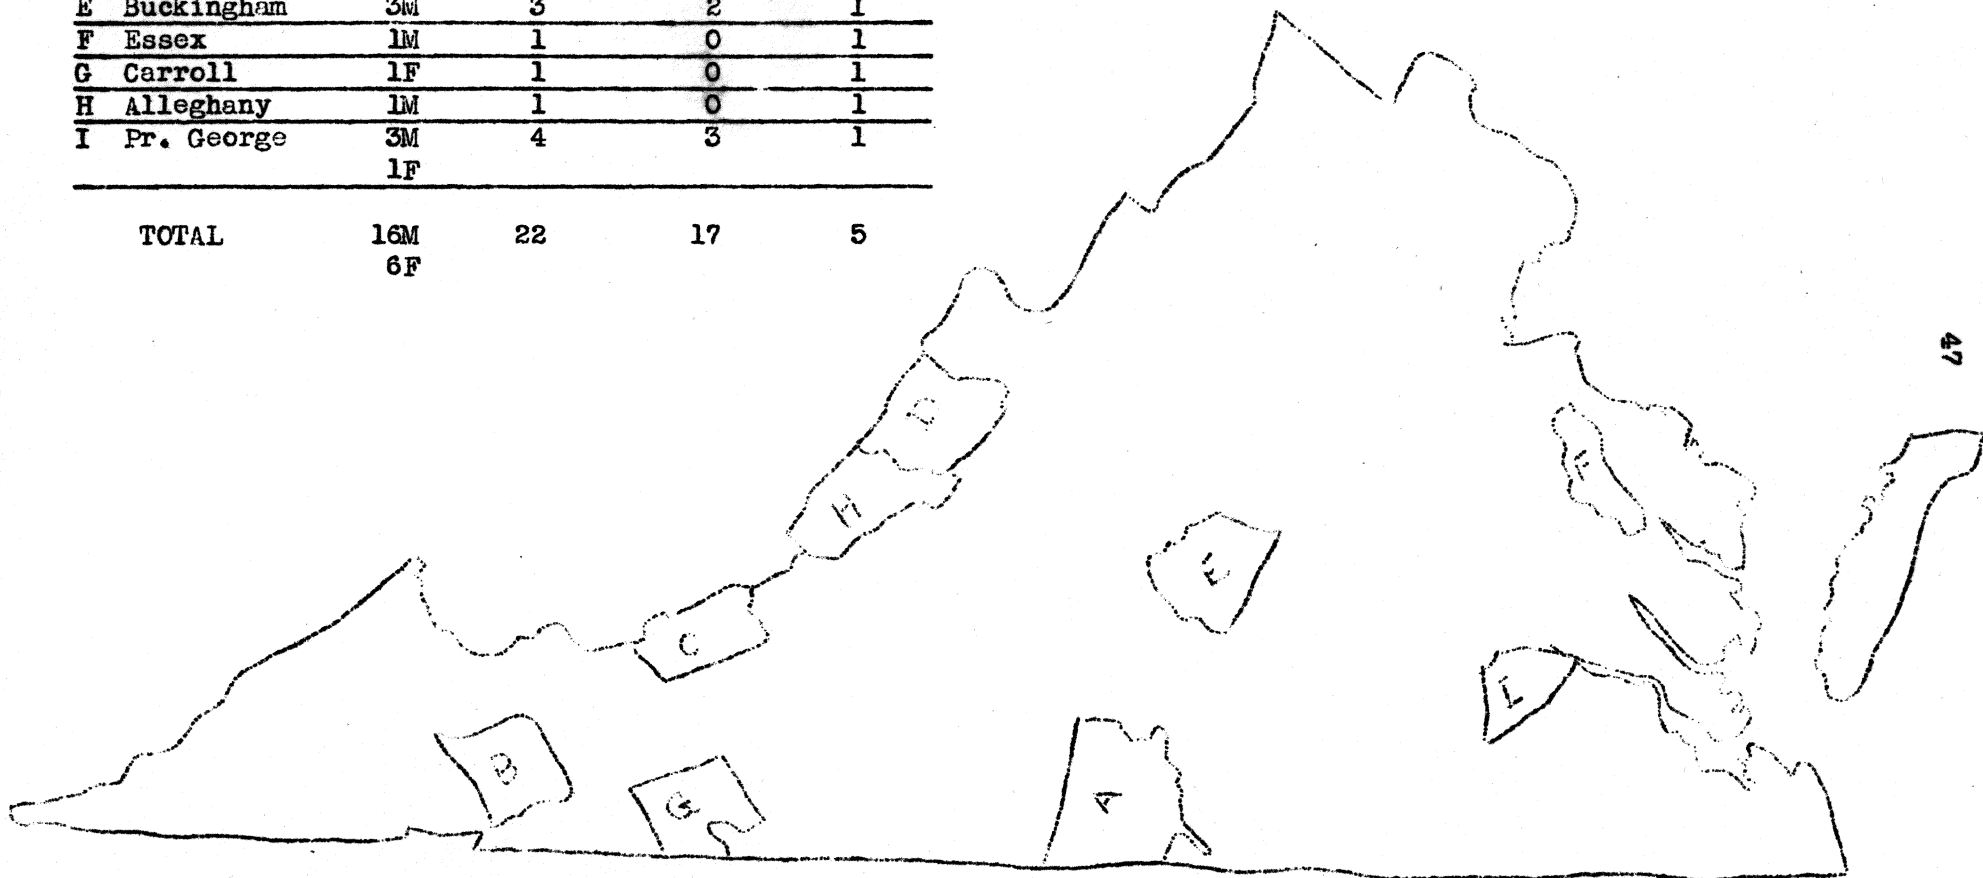 E Buckingham 3M 3 2 1
F Essex 1M 1 0 1
G Carroll 1F 1 0 1
H Alleghany 1M 1 0 1
I Pr. George 3M 4 3 1
1F
TOTAL 16M 22 17 5
6F
47
D
H
F
E
C
I
B
G
A